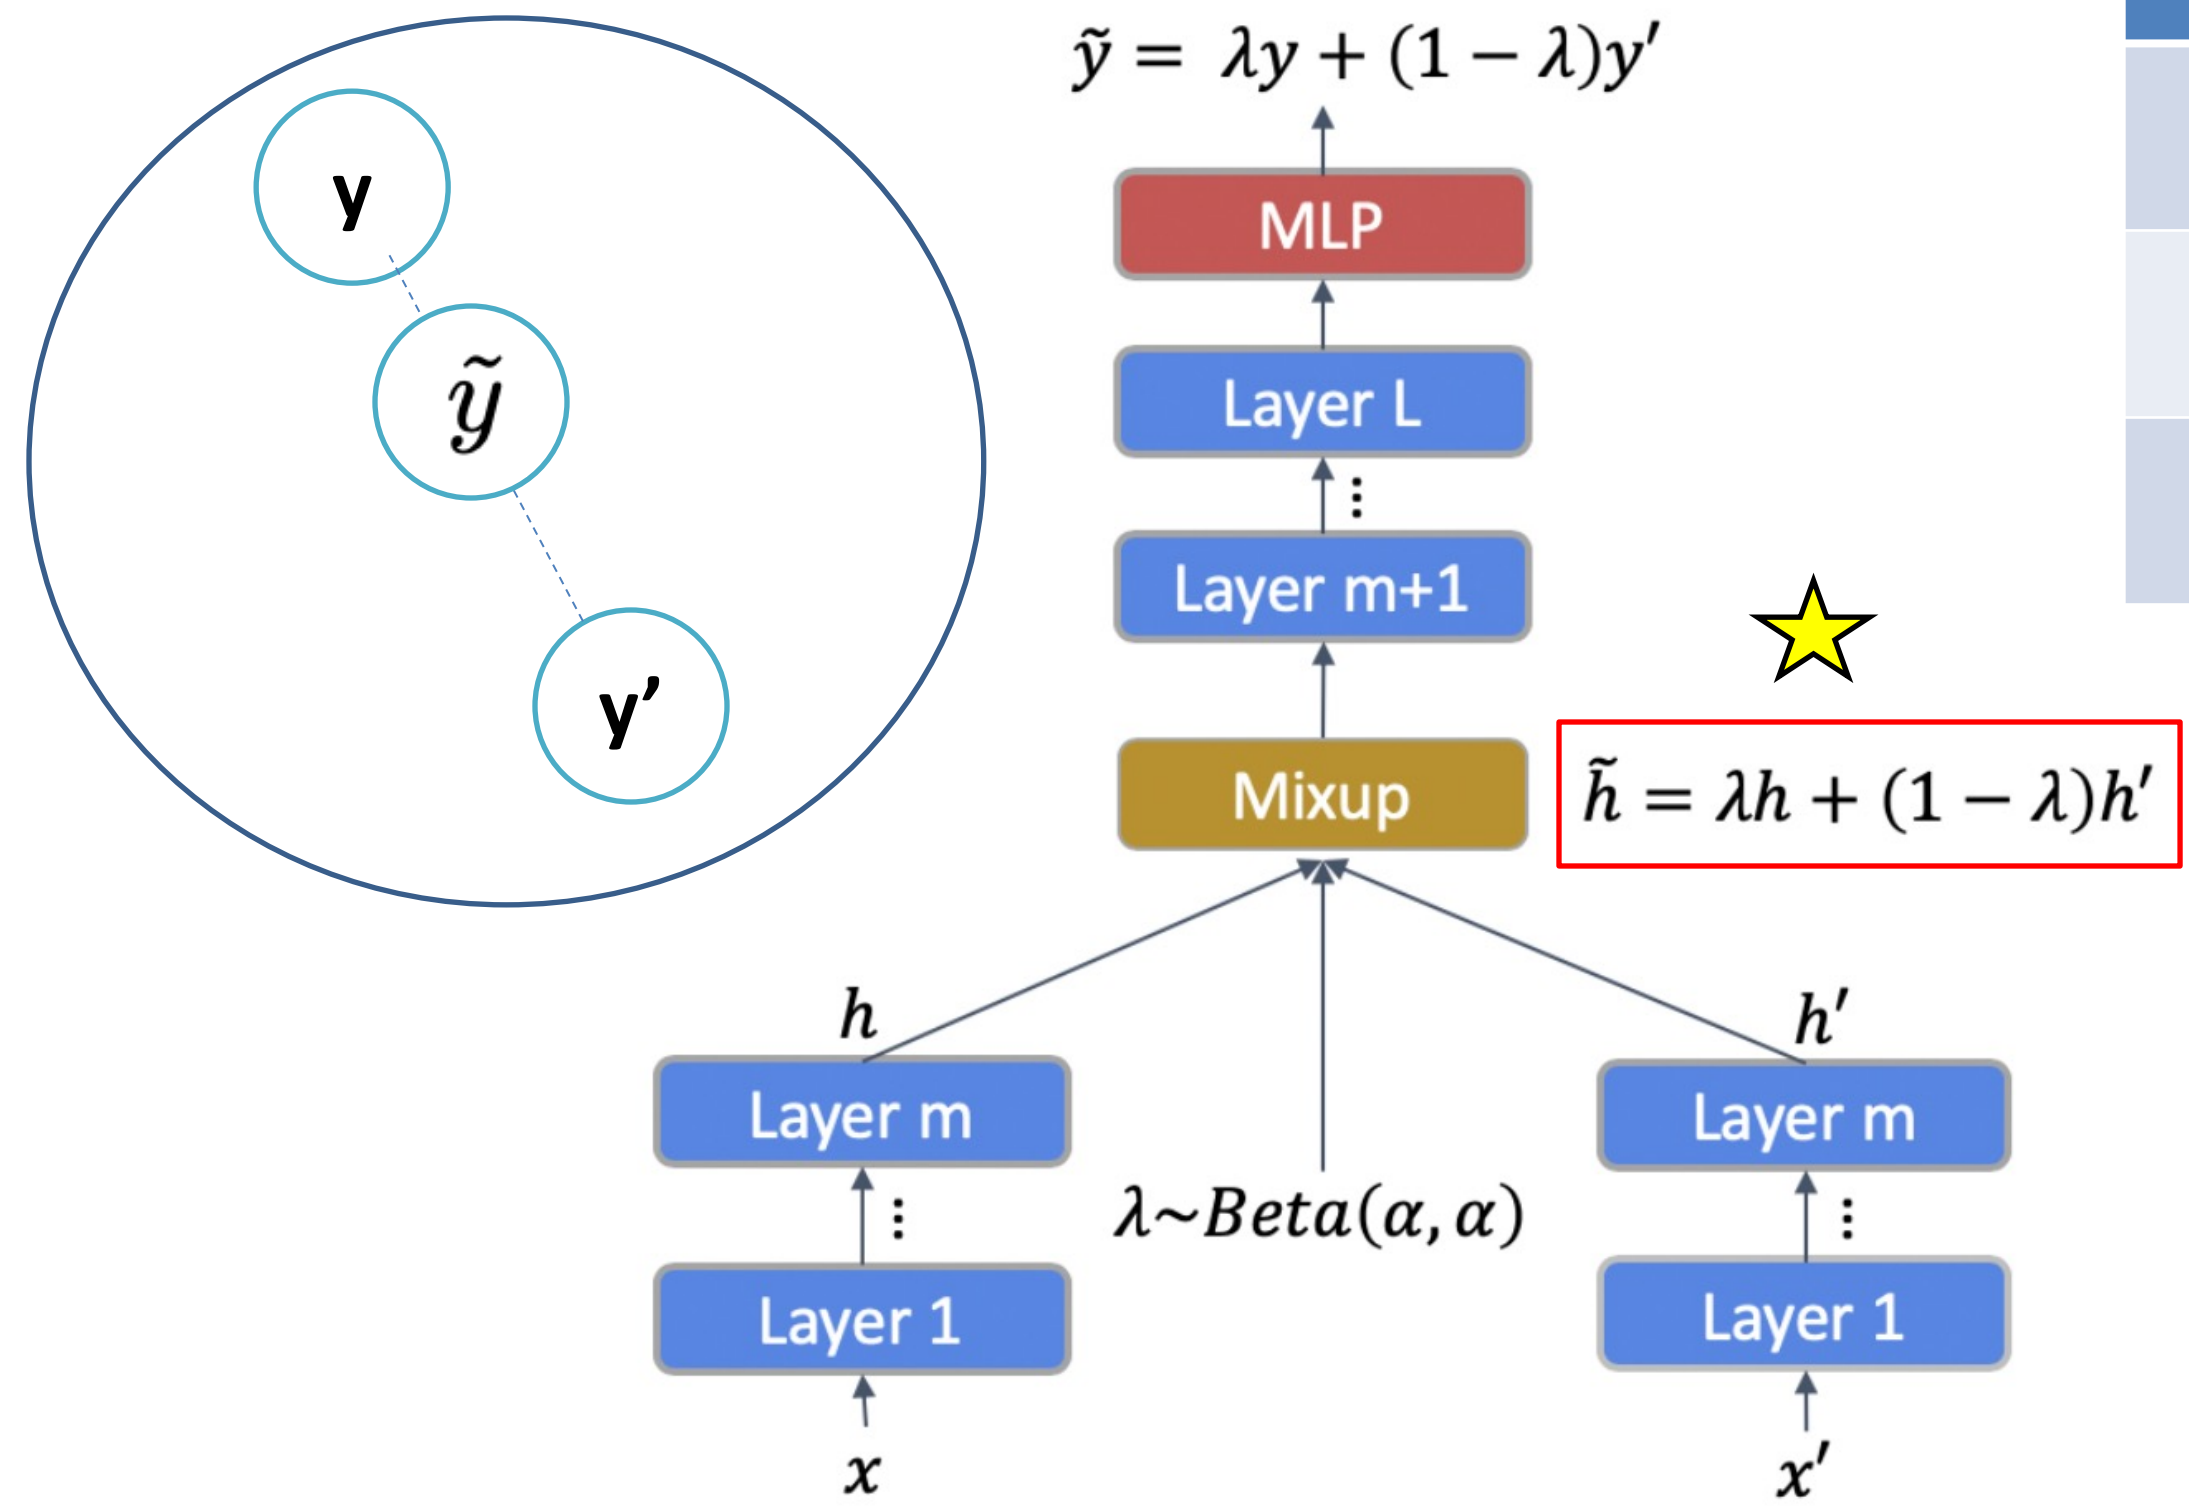 y
ỹ
y’
ỹ = λy + (1 − λ)y′
MLP
Layer L
⋮
Layer m+1
Mixup
h̃ = λh + (1 − λ)h′
h
h′
Layer m
Layer m
⋮
λ~Beta(α, α)
⋮
Layer 1
Layer 1
x
x′